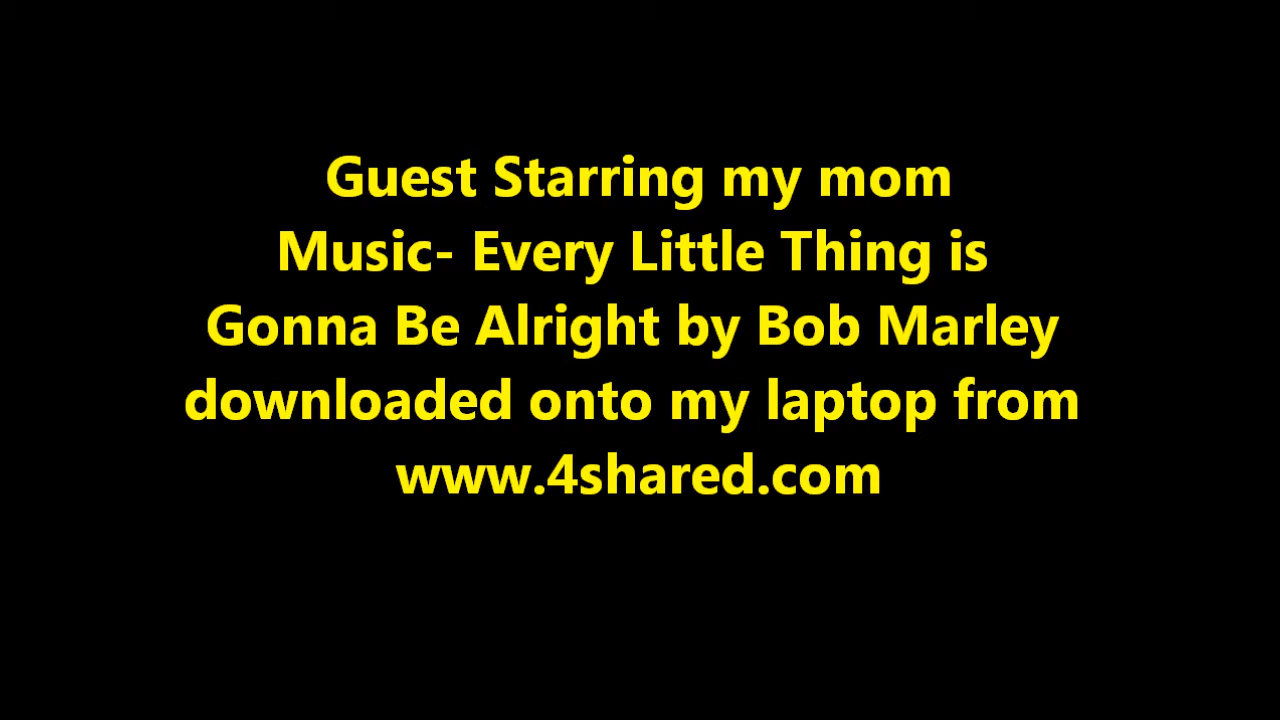 Guest Starring my mom
Music- Every Little Thing is
Gonna Be Alright by Bob Marley
downloaded onto my laptop from
www.4shared.com